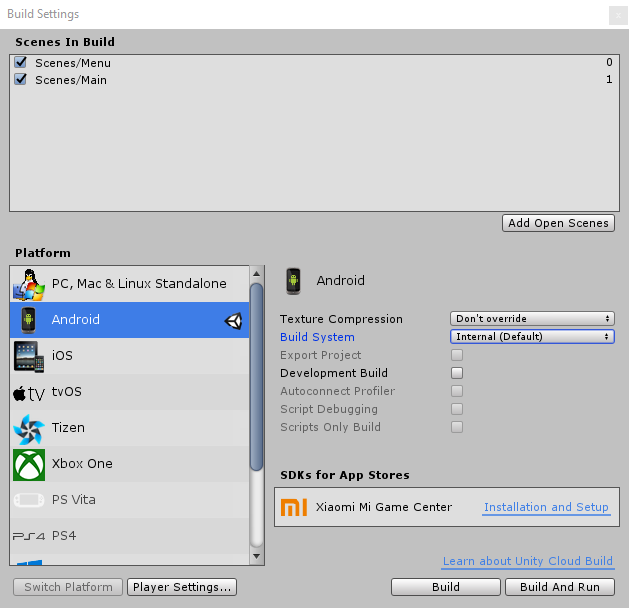 Build Settings
x
Scenes In Build
Scenes/Menu 0
Scenes/Main 1
Add Open Scenes
Platform
PC, Mac & Linux Standalone
Android
iOS
tvOS
Tizen
Xbox One
PS Vita
PS4
Android
Texture Compression Don't override
Build System Internal (Default)
Export Project
Development Build
Autoconnect Profiler
Script Debugging
Scripts Only Build
SDKs for App Stores
Xiaomi Mi Game Center Installation and Setup
Learn about Unity Cloud Build
Switch Platform Player Settings... Build Build And Run